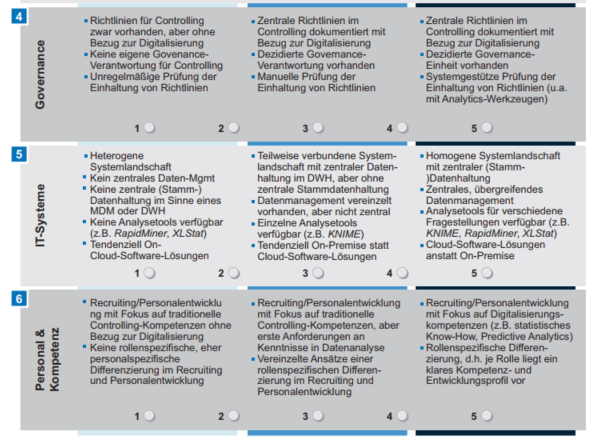 4
Governance
Richtlinien für Controlling
zwar vorhanden, aber ohne
Bezug zur Digitalisierung
Keine eigene Govenance-
Verantwortung für Controlling
Unregelmäßige Prüfung der
Einhaltung von Richtlinien
Zentrale Richtlinien im
Controlling dokumentiert mit
Bezug zur Digitalisierung
Dezidierte Governance-
Verantwortung vorhanden
Manuelle Prüfung der
Einhaltung von Richtlinien
Zentrale Richtlinien im
Controlling dokumentiert mit
Bezug zur Digitalisierung
Dezidierte Governance-
Einheit vorhanden
Systemgestütze Prüfung der
Einhaltung von Richtlinien (u.a.
mit Analytics-Werkzeugen)
1 2 3 4 5
5
IT-Systeme
Heterogene
Systemlandschaft
Kein zentrales Daten-Mgmt
Keine zentrale (Stamm-)
Datenhaltung im Sinne eines
MDM oder DWH
Keine Analysetools verfügbar
(z.B. RapidMiner, XLStat)
Tendenziell On-
Cloud-Software-Lösungen
Teilweise verbundene System-
landschaft mit zentraler Daten-
haltung im DWH, aber ohne
zentrale Stammdatenhaltung
Datenmanagement vereinzelt
vorhanden, aber nicht zentral
Einzelne Analysetools
verfügbar (z.B. KNIME)
Tendenziell On-Premise statt
Cloud-Software-Lösungen
Homogene Systemlandschaft
mit zentraler (Stamm-
)Datenhaltung
Zentrales, übergreifendes
Datenmanagement
Analysetools für verschiedene
Fragestellungen verfügbar (z.B.
KNIME, RapidMiner, XLStat)
Cloud-Software-Lösungen
anstatt On-Premise
1 2 3 4 5
6
Personal &
Kompetenz
Recruiting/Personalentwicklu
ng mit Fokus auf traditionelle
Controlling-Kompetenzen ohne
Bezug zur Digitalisierung
Keine rollenspezifische, eher
personalspezifische
Differenzierung im Recruiting
und Personalentwicklung
Recruiting/Personalentwicklung
mit Fokus auf traditionelle
Controlling-Kompetenzen, aber
erste Anforderungen an
Kenntnisse in Datenanalyse
Vereinzelte Ansätze einer
rollenspezifischen Differen-
zierung im Recruiting und
Personalentwicklung
Recruiting/Personalentwicklung
mit Fokus auf Digitalisierungs-
kompetenzen (z.B. statistisches
Know-How, Predictive Analytics)
Rollenspezifische Differen-
zierung, d.h. je Rolle liegt ein
klares Kompetenz- und
Entwicklungsprofil vor
1 2 3 4 5